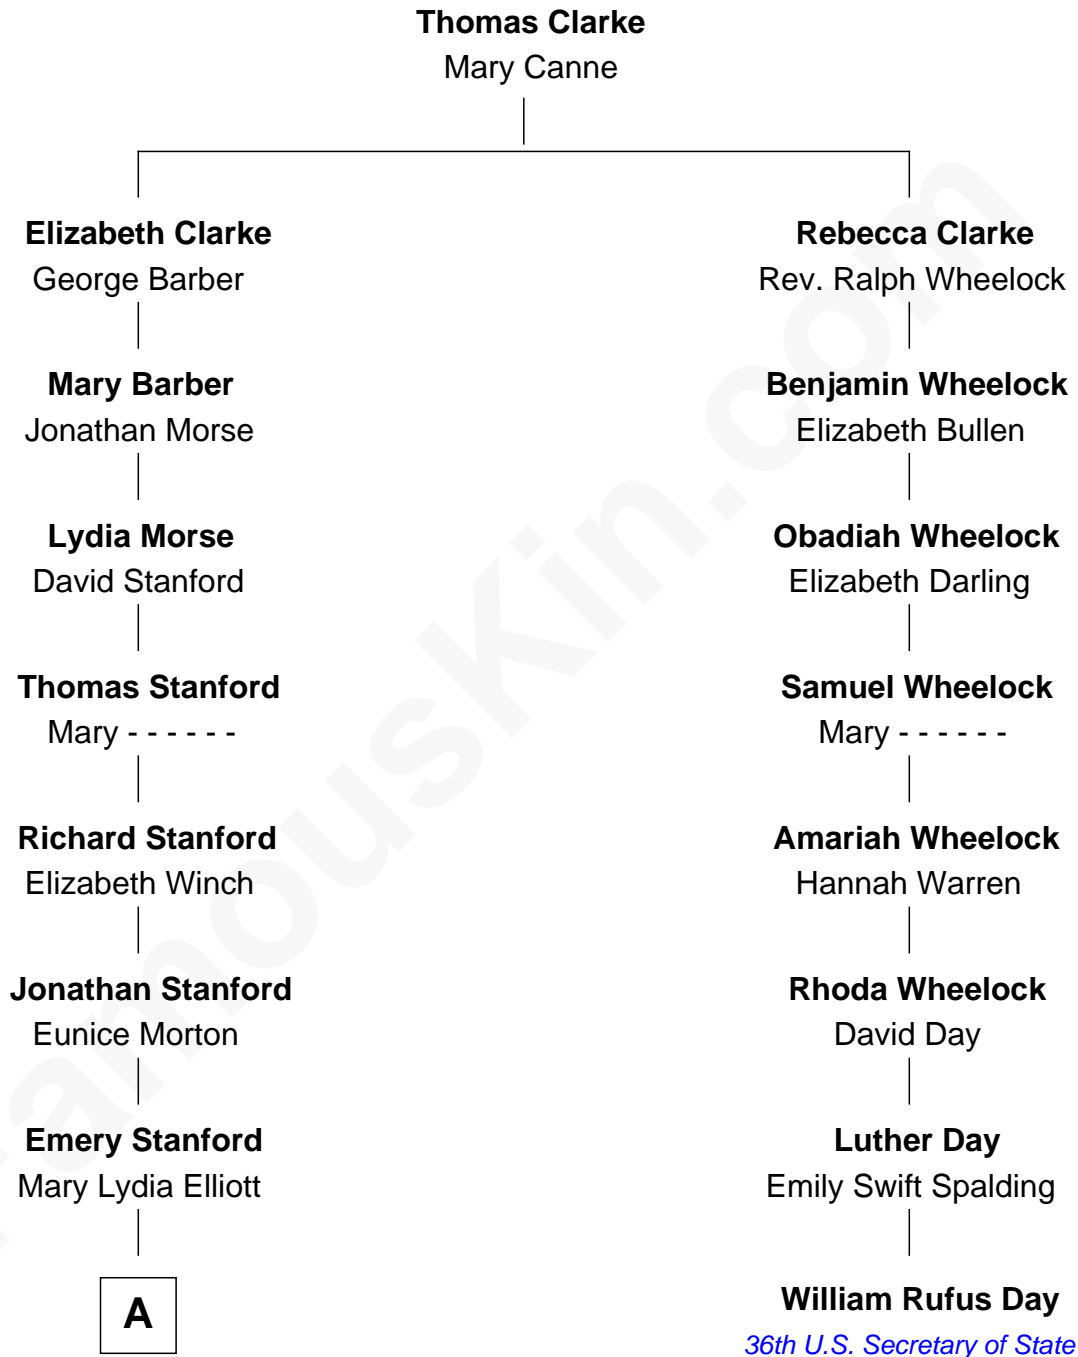 Thomas Clarke
Mary Canne
Elizabeth Clarke
George Barber
Rebecca Clarke
Rev. Ralph Wheelock
Mary Barber
Jonathan Morse
Benjamin Wheelock
Elizabeth Bullen
Lydia Morse
David Stanford
Obadiah Wheelock
Elizabeth Darling
Thomas Stanford
Mary - - - - - -
Samuel Wheelock
Mary - - - - - -
Richard Stanford
Elizabeth Winch
Amariah Wheelock
Hannah Warren
Jonathan Stanford
Eunice Morton
Rhoda Wheelock
David Day
Emery Stanford
Mary Lydia Elliott
Luther Day
Emily Swift Spalding
A
William Rufus Day
36th U.S. Secretary of State
FamousKin.com